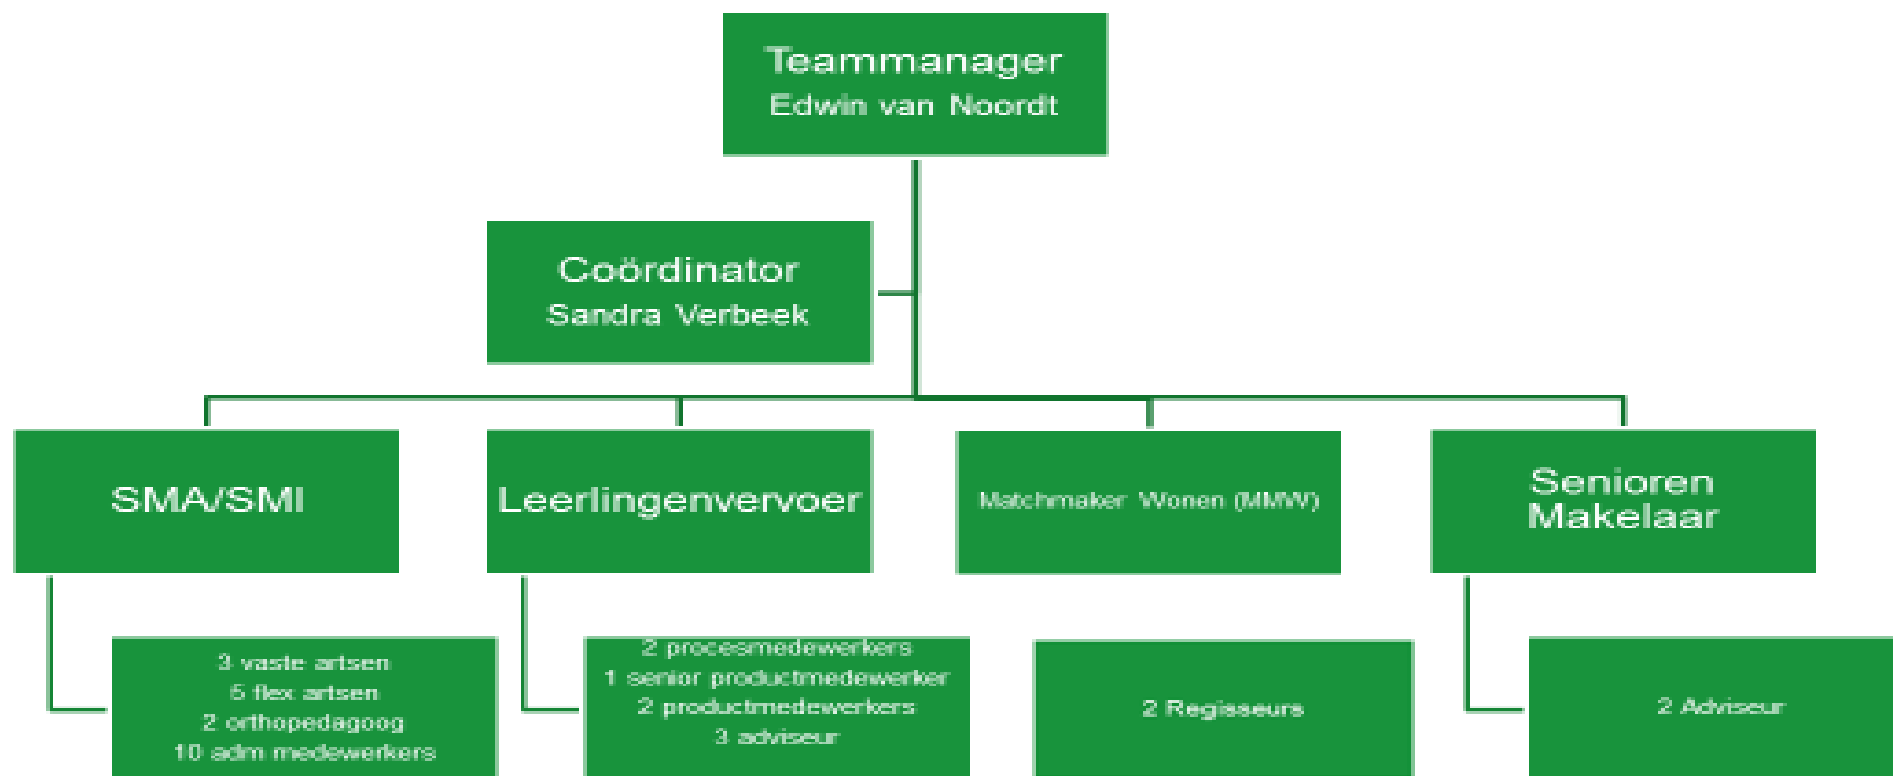 Teammanager
Edwin van Noordt
Coördinator
Sandra Verbeek
SMA/SMI
Leerlingenvervoer
Matchmaker Wonen (MMW)
Senioren
Makelaar
3 vaste artsen
5 flex artsen
2 orthopedagoog
10 adm medewerkers
2 procesmedewerkers
1 senior productmedewerker
2 productmedewerkers
3 adviseur
2 Regisseurs
2 Adviseur